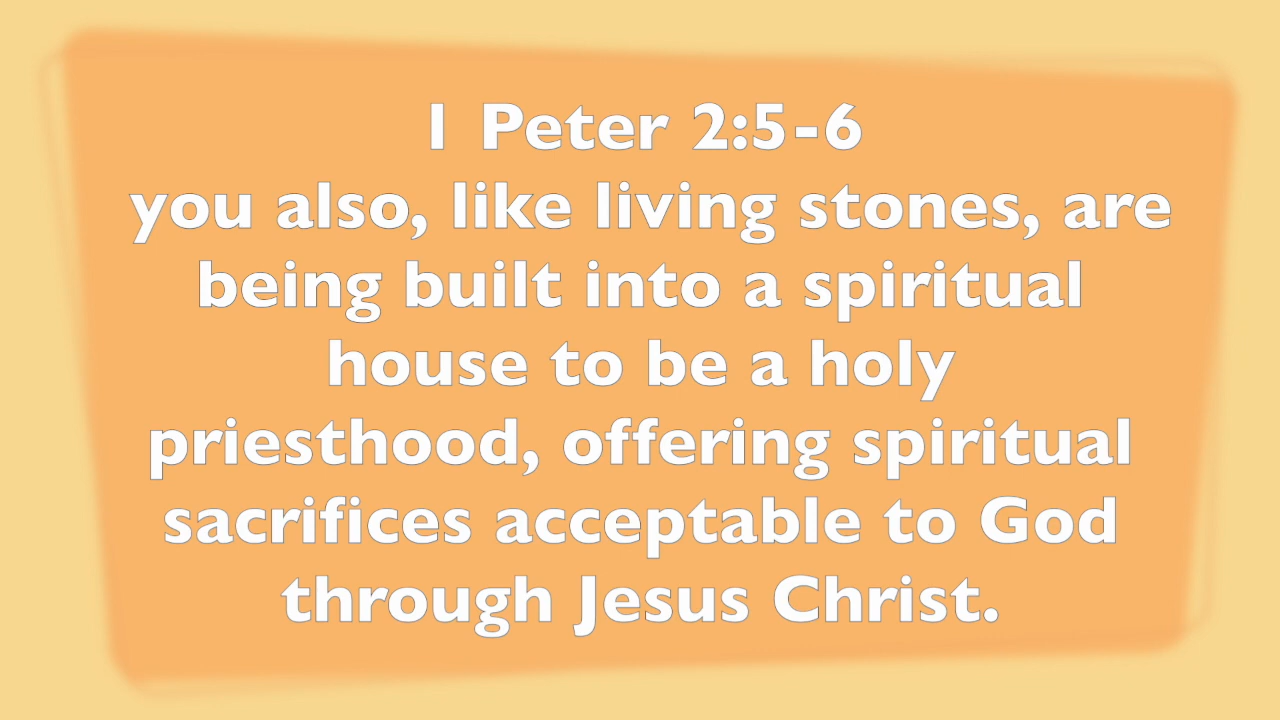 1 Peter 2:5-6
you also, like living stones, are
being built into a spiritual
house to be a holy
priesthood, offering spiritual
sacrifices acceptable to God
through Jesus Christ.